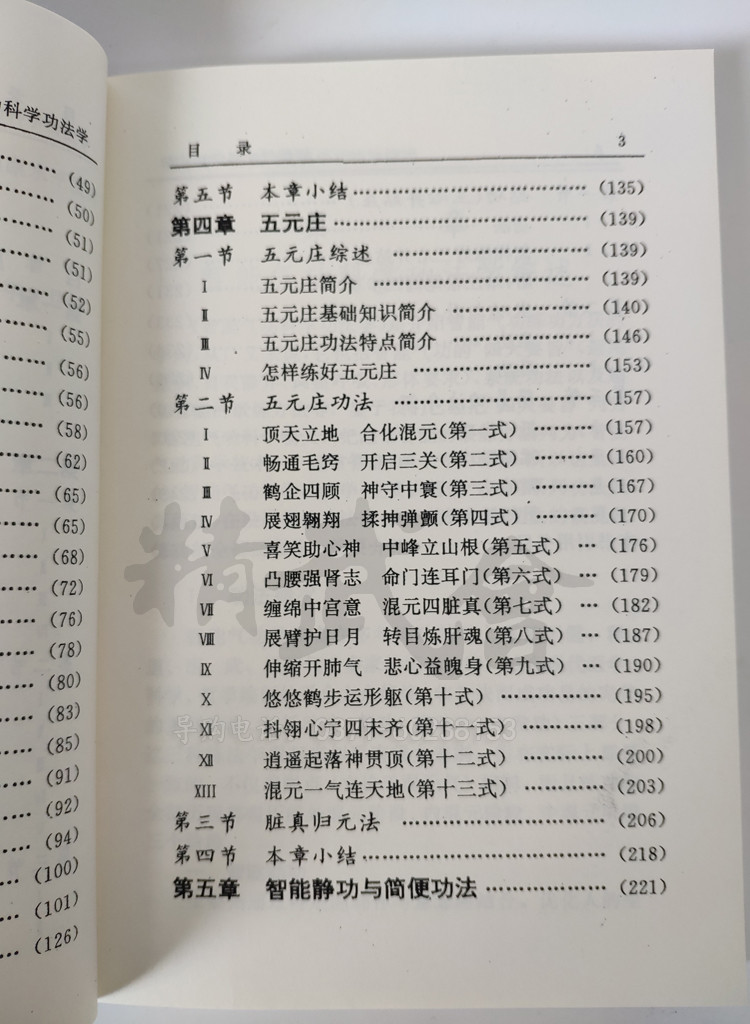 科学功法学
(49)
(50)
(51)
(51)
(52)
(55)
(56)
(56)
(58)
(62)
(65)
(65)
(68)
(72)
(76)
(78)
(80)
(83)
(85)
(91)
(92)
(94)
(100)
(101)
(126)
目 录 3
第五节 本章小结……………………………(135)
第四章 五元庄……………………………(139)
第一节 五元庄综述 ……………………(139)
Ⅰ 五元庄简介 ……………………(139)
Ⅱ 五元庄基础知识简介 ……………(140)
Ⅲ 五元庄功法特点简介 ……………(146)
Ⅳ 怎样练好五元庄 …………………(153)
第二节 五元庄功法 ……………………(157)
Ⅰ 顶天立地 合化混元(第一式) ………(157)
Ⅱ 畅通毛窍 开启三关(第二式) ………(160)
Ⅲ 鹤企四顾 神守中寰(第三式) ………(167)
Ⅳ 展翅翱翔 揉抻弹颤(第四式) ………(170)
Ⅴ 喜笑助心神 中峰立山根(第五式) …(176)
Ⅵ 凸腰强肾志 命门连耳门(第六式) …(179)
Ⅶ 缠绵中宫意 混元四脏真(第七式) …(182)
Ⅷ 展臂护日月 转目炼肝魂(第八式) …(187)
Ⅸ 伸缩开肺气 悲心益魄身(第九式) …(190)
Ⅹ 悠悠鹤步运形躯(第十式) ……………(195)
Ⅺ 抖翎心宁四末齐(第十一式) …………(198)
Ⅻ 逍遥起落神贯顶(第十二式) …………(200)
XIII 混元一气连天地(第十三式) …………(203)
第三节 脏真归元法 ……………………(206)
第四节 本章小结…………………………(218)
第五章 智能静功与简便功法………………(221)
精武会